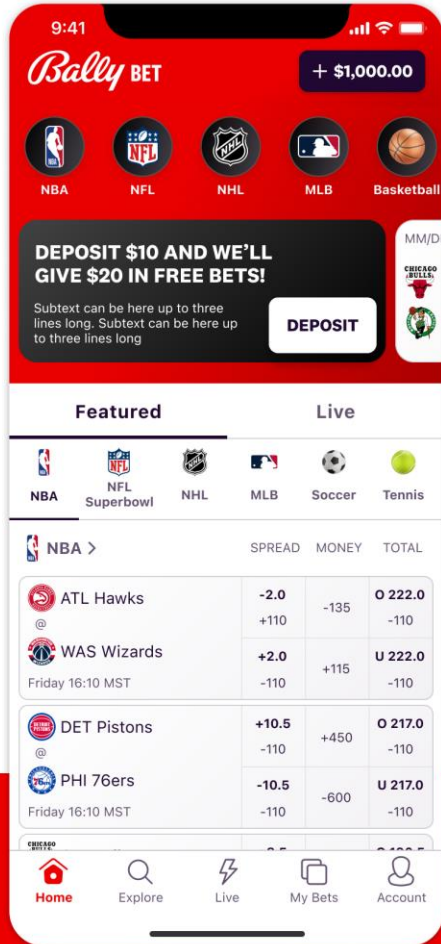 9:41
Bally BET
+ $1,000.00
NBA NFL NHL MLB Basketball
DEPOSIT $10 AND WE'LL
GIVE $20 IN FREE BETS!
Subtext can be here up to three
lines long. Subtext can be here up
to three lines long
DEPOSIT
CHICAGO
BULLS
Featured Live
NBA NFL Superbowl NHL MLB Soccer Tennis
NBA > SPREAD MONEY TOTAL
ATL Hawks -2.0 +110 -135 O 222.0 -110
@
WAS Wizards +2.0 -110 +115 U 222.0 -110
Friday 16:10 MST
DET Pistons +10.5 -110 +450 O 217.0 -110
@
PHI 76ers -10.5 -110 -600 U 217.0 -110
Friday 16:10 MST
CHICAGO
Home Explore Live My Bets Account